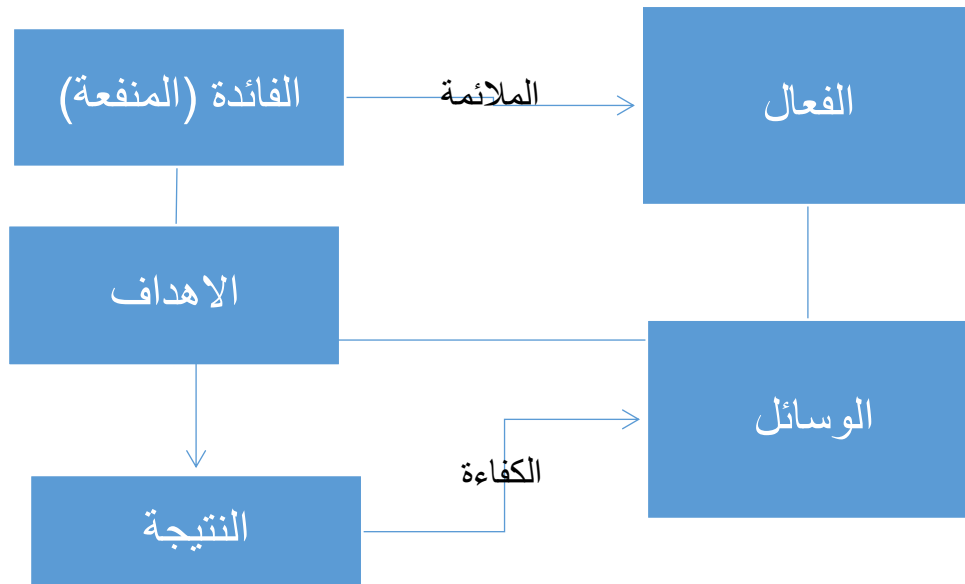 الفائدة (المنفعة)
الملائمة
الفعال
الاهداف
الوسائل
الكفاءة
النتيجة